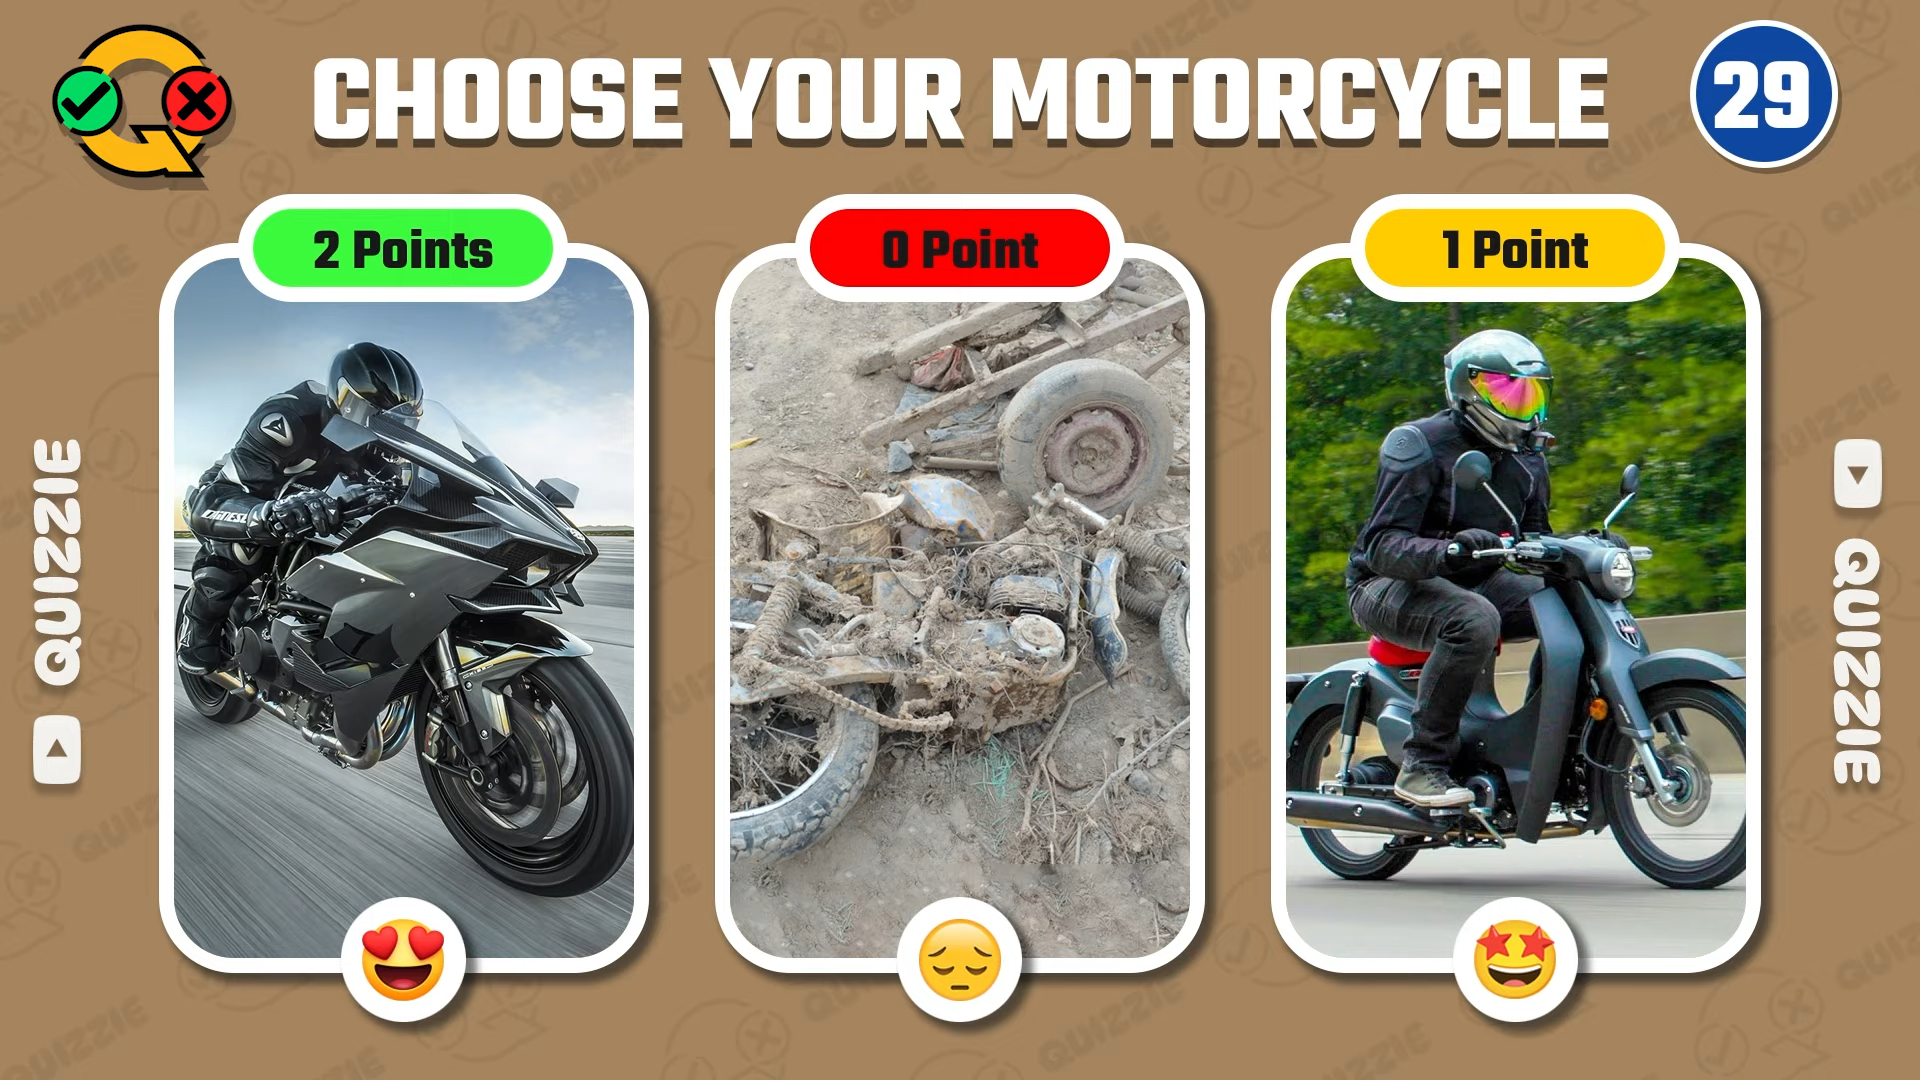 CHOOSE YOUR MOTORCYCLE
29
2 Points
0 Point
1 Point
QUIZZIE
QUIZZIE